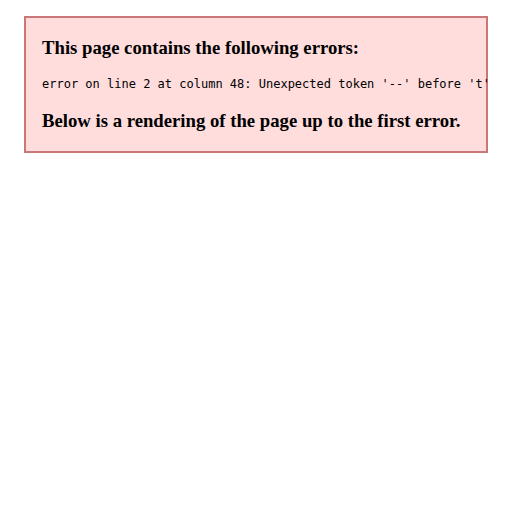 This page contains the following errors:
error on line 2 at column 48: Unexpected token '--' before 't'
Below is a rendering of the page up to the first error.